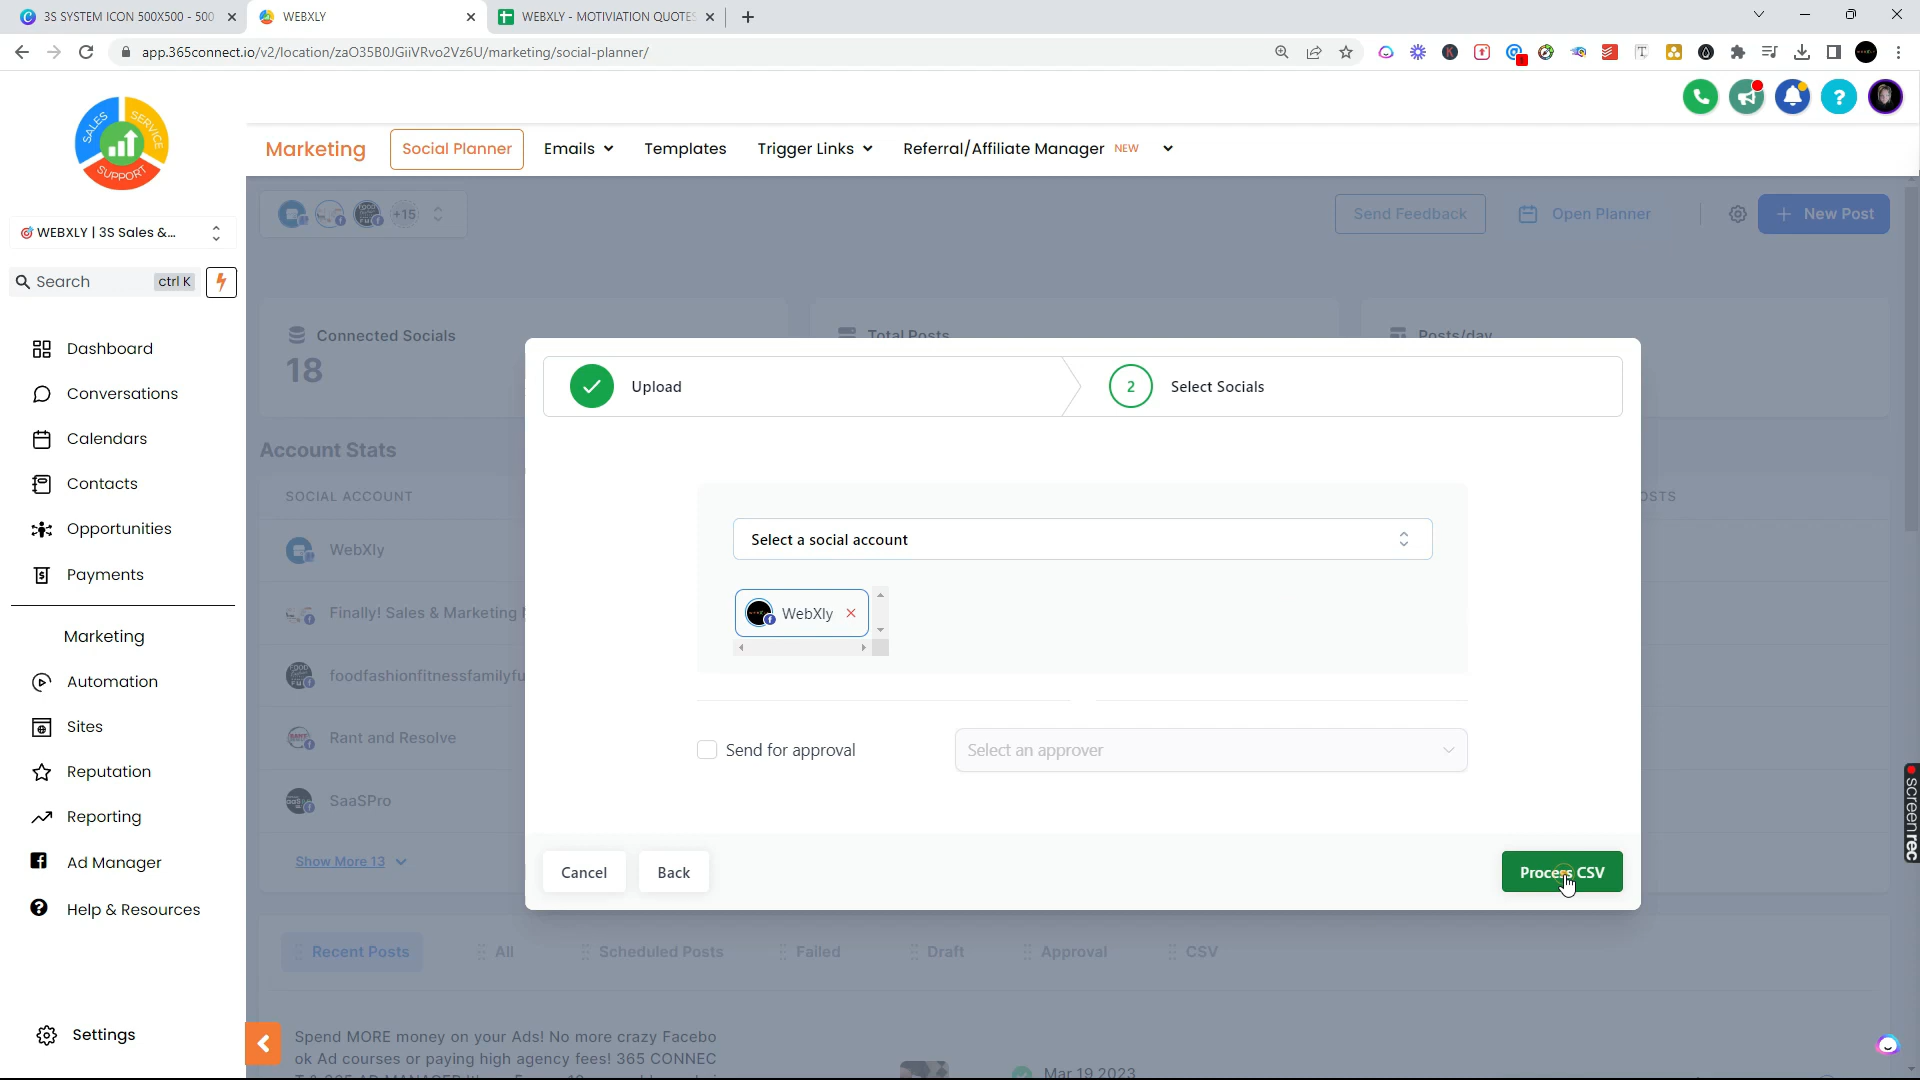 3S SYSTEM ICON 500X500 - 500
WEBXLY
WEBXLY - MOTIVIATION QUOTES
app.365connect.io/v2/location/zaO35B0JGiiVRvo2Vz6U/marketing/social-planner/
SALES
SERVICE
SUPPORT
Marketing
Social Planner
Emails
Templates
Trigger Links
Referral/Affiliate Manager NEW
WEBXLY | 3S Sales &...
Search
ctrl K
Dashboard
Conversations
Calendars
Contacts
Opportunities
Payments
Marketing
Automation
Sites
Reputation
Reporting
Ad Manager
Help & Resources
Settings
+15
Send Feedback
Open Planner
New Post
Connected Socials
18
Total Posts
Posts/day
Account Stats
SOCIAL ACCOUNT
OSTS
WebXly
Finally! Sales & Marketing
foodfashionfitnessfamilyfu
Rant and Resolve
SaaSPro
Show More 13
Upload
2
Select Socials
Select a social account
WebXly
Send for approval
Select an approver
Cancel
Back
Process CSV
Recent Posts
All
Scheduled Posts
Failed
Draft
Approval
CSV
Spend MORE money on your Ads! No more crazy Facebo
ok Ad courses or paying high agency fees! 365 CONNEC
Mar 19 2023
screenrec